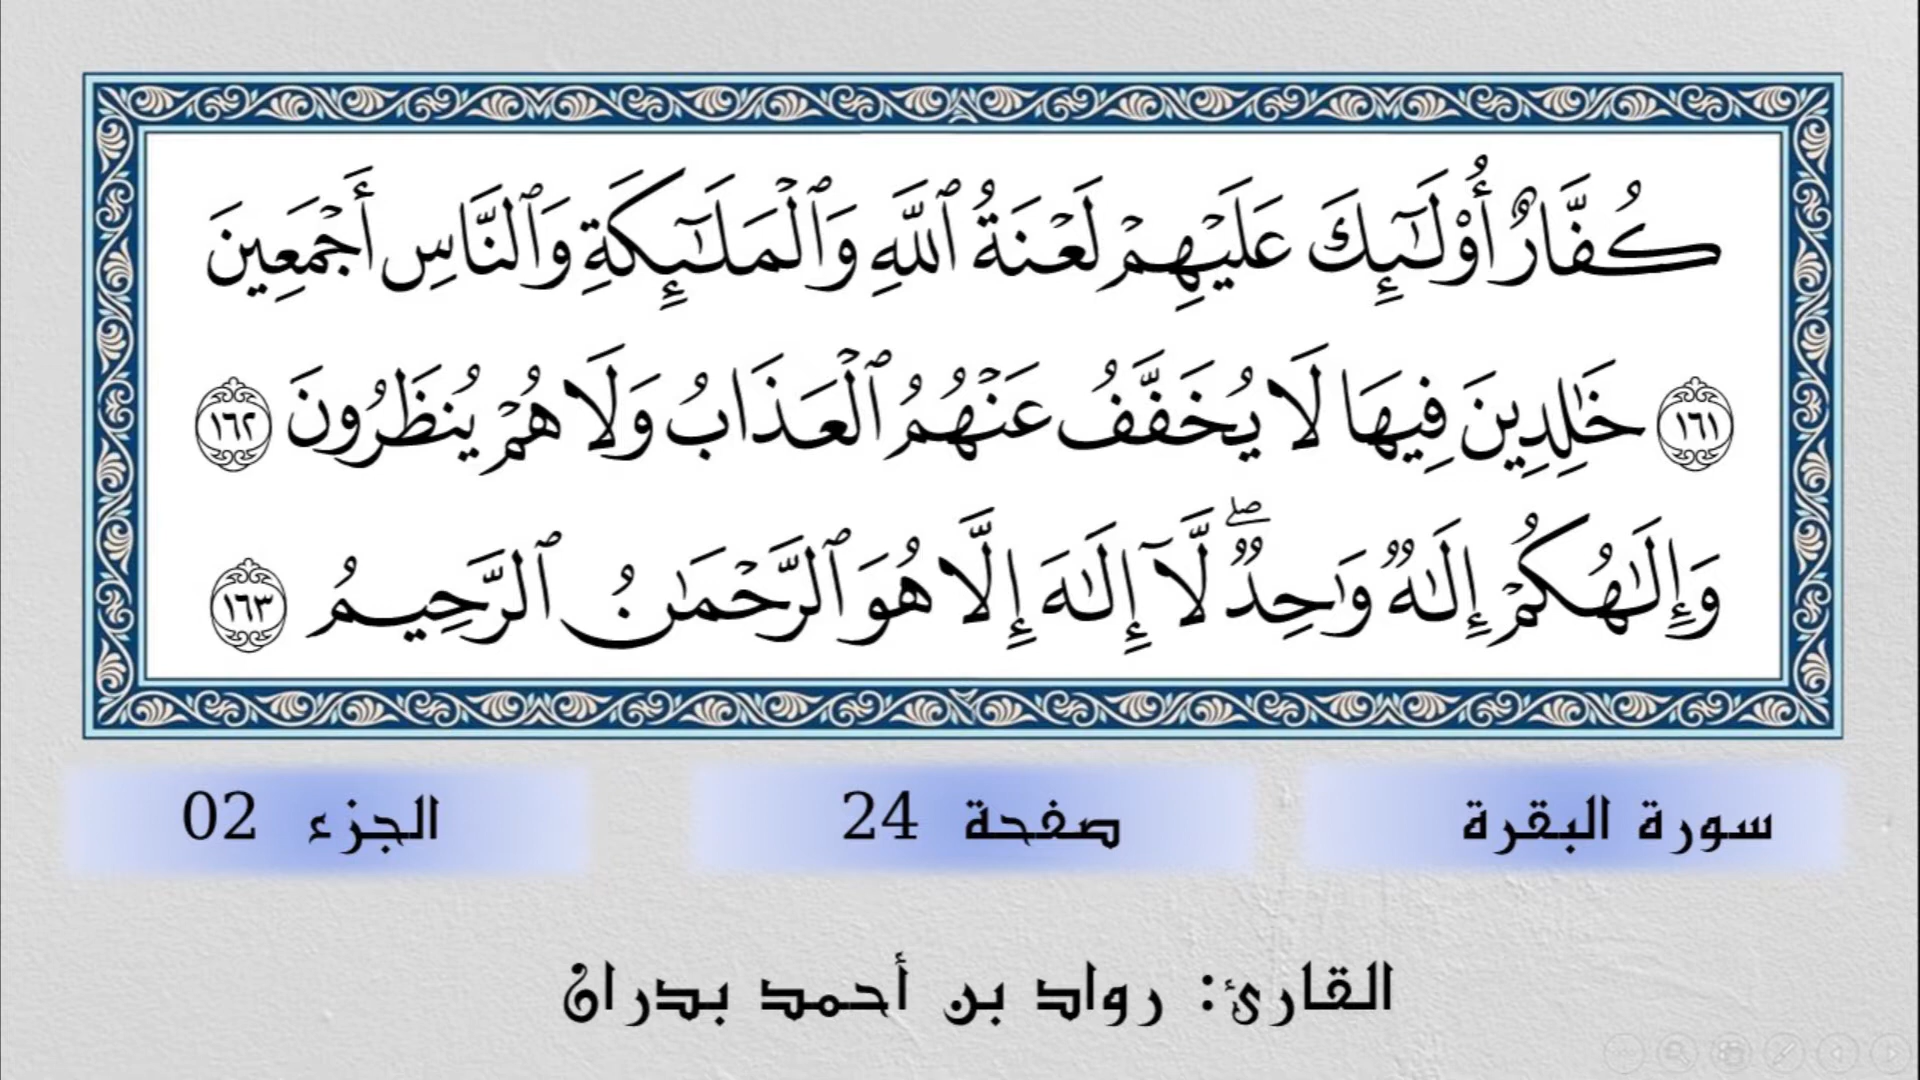 كُفَّارٌ أُو۟لَـٰٓئِكَ عَلَيْهِمْ لَعْنَةُ ٱللَّهِ وَٱلْمَلَـٰٓئِكَةِ وَٱلنَّاسِ أَجْمَعِينَ
١٦١ خَـٰلِدِينَ فِيهَا لَا يُخَفَّفُ عَنْهُمُ ٱلْعَذَابُ وَلَا هُمْ يُنظَرُونَ ١٦٢
وَإِلَـٰهُكُمْ إِلَـٰهٌ وَٰحِدٌ ۖ لَّآ إِلَـٰهَ إِلَّا هُوَ ٱلرَّحْمَـٰنُ ٱلرَّحِيمُ ١٦٣
سورة البقرة صفحة 24 الجزء 02
القارئ: رواد بن أحمد بدران